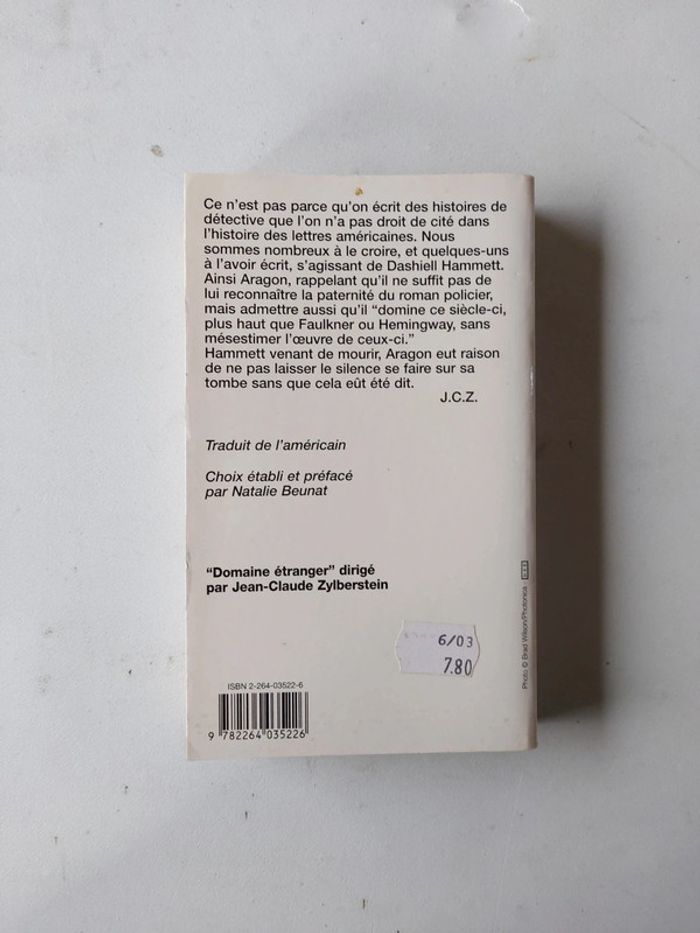 Ce n'est pas parce qu'on écrit des histoires de
détective que l'on n'a pas droit de cité dans
l'histoire des lettres américaines. Nous
sommes nombreux à le croire, et quelques-uns
à l'avoir écrit, s'agissant de Dashiell Hammett.
Ainsi Aragon, rappelant qu'il ne suffit pas de
lui reconnaître la paternité du roman policier,
mais admettre aussi qu'il "domine ce siècle-ci,
plus haut que Faulkner ou Hemingway, sans
mésestimer l'œuvre de ceux-ci."
Hammett venant de mourir, Aragon eut raison
de ne pas laisser le silence se faire sur sa
tombe sans que cela eût été dit.
J.C.Z.
Traduit de l'américain
Choix établi et préfacé
par Natalie Beunat
"Domaine étranger" dirigé
par Jean-Claude Zylberstein
6/03
7.80
ISBN 2-264-03522-6
9 782264 035226
Photo © Brad Wilson/Photonica